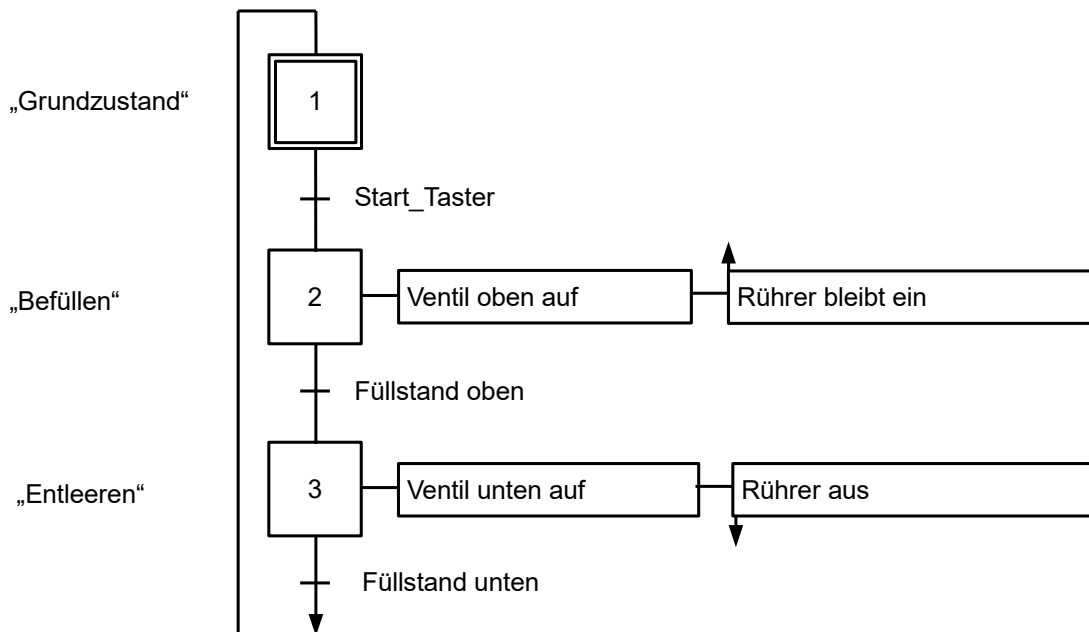 „Grundzustand“
1
Start_Taster
„Befüllen“
2
Ventil oben auf
Rührer bleibt ein
Füllstand oben
„Entleeren“
3
Ventil unten auf
Rührer aus
Füllstand unten